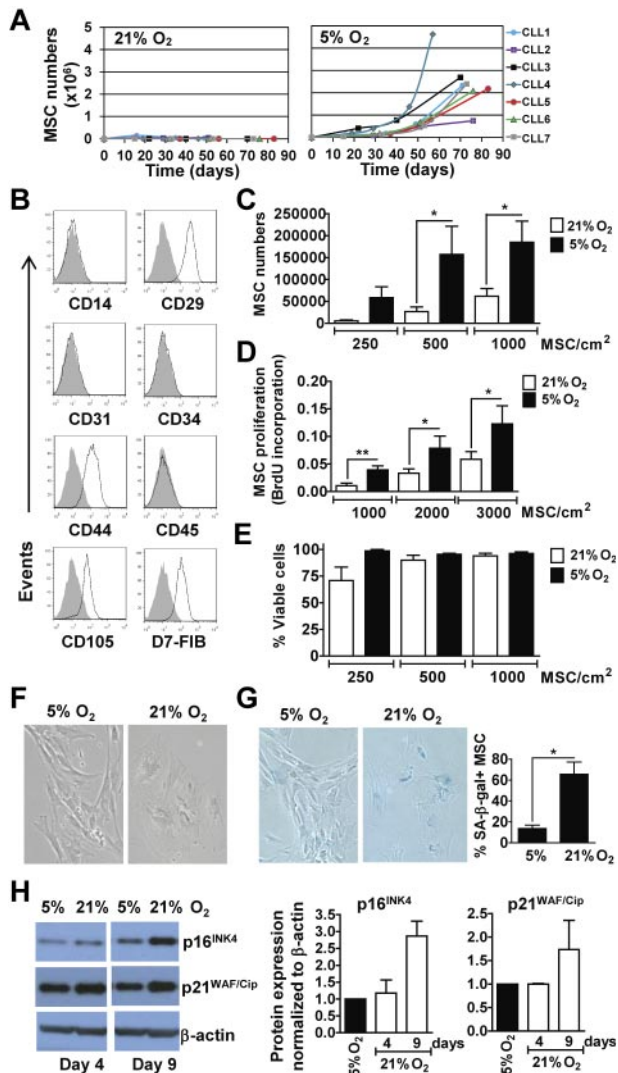 A
21% O2
5% O2
MSC numbers
(x10⁶)
5
4
3
2
1
0
0 10 20 30 40 50 60 70 80 90
Time (days)
0 10 20 30 40 50 60 70 80 90
Time (days)
CLL1
CLL2
CLL3
CLL4
CLL5
CLL6
CLL7
B
Events
CD14
CD29
CD31
CD34
CD44
CD45
CD105
D7-FIB
C
MSC numbers
250000
200000
150000
100000
50000
0
*
*
21% O2
5% O2
250 500 1000 MSC/cm²
D
MSC proliferation
(BrdU incorporation)
0.20
0.15
0.10
0.05
0.00
**
*
*
21% O2
5% O2
1000 2000 3000 MSC/cm²
E
% Viable cells
100
75
50
25
0
21% O2
5% O2
250 500 1000 MSC/cm²
F
5% O2 21% O2
G
5% O2 21% O2
% SA-β-gal+ MSC
80
60
40
20
0
*
5% 21% O2
H
5% 21% 5% 21% O2
p16INK4
p21WAF/Cip
β-actin
Day 4 Day 9
Protein expression
normalized to β-actin
p16INK4
3.5
3.0
2.5
2.0
1.5
1.0
0.5
0.0
5% O2
4 9 days
21% O2
p21WAF/Cip
2.5
2.0
1.5
1.0
0.5
0.0
5% O2
4 9 days
21% O2